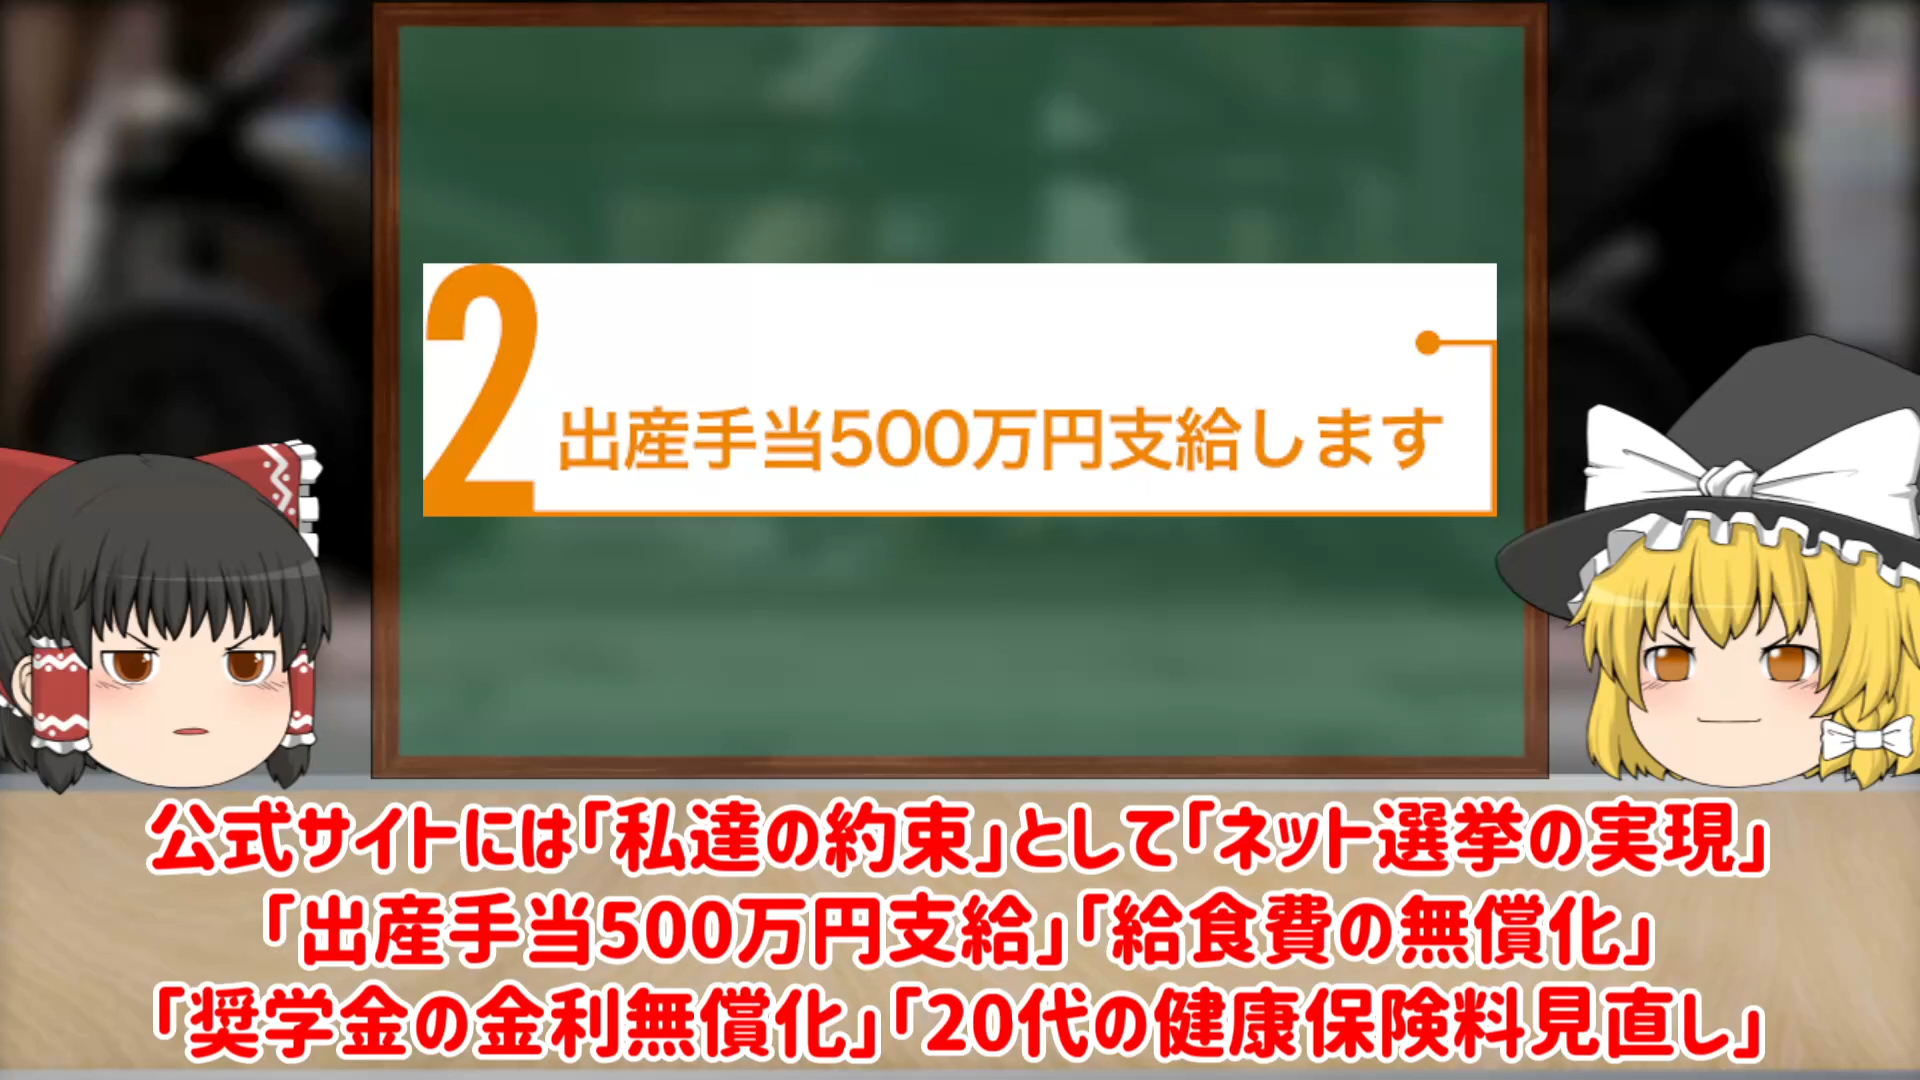 2
出産手当500万円支給します
公式サイトには「私達の約束」として「ネット選挙の実現」
「出産手当500万円支給」「給食費の無償化」
「奨学金の金利無償化」「20代の健康保険料見直し」